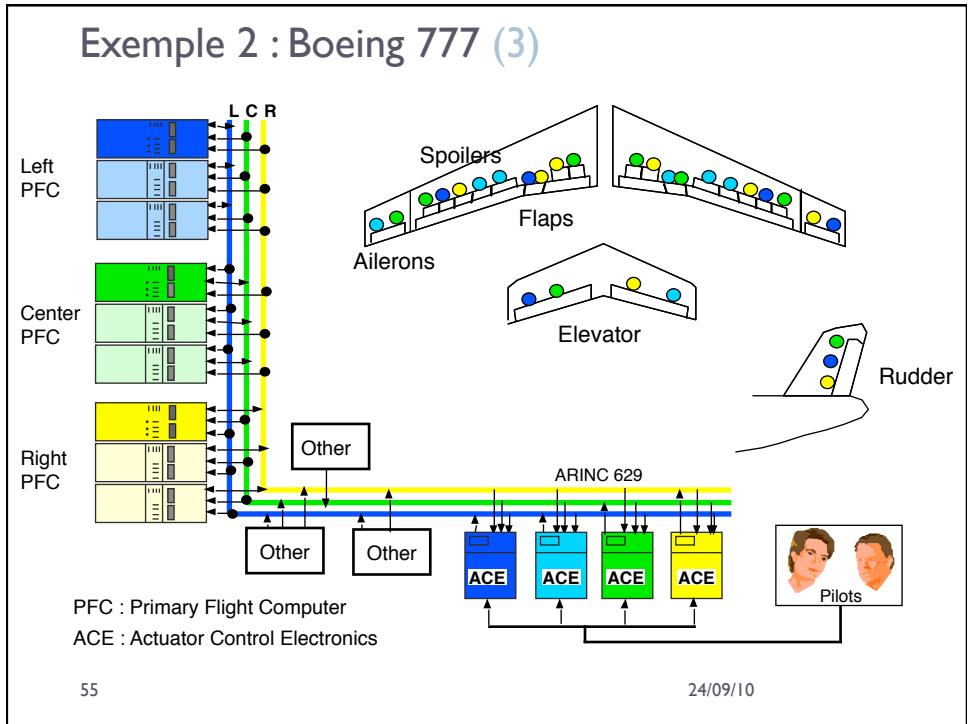 Exemple 2 : Boeing 777 (3)
L C R
Left
PFC
Center
PFC
Right
PFC
Spoilers
Flaps
Ailerons
Elevator
Rudder
Other
ARINC 629
Other
Other
ACE
ACE
ACE
ACE
Pilots
PFC : Primary Flight Computer
ACE : Actuator Control Electronics
55
24/09/10